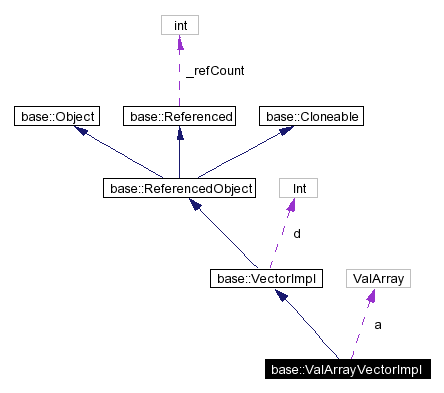 int
_refCount
base::Object
base::Referenced
base::Cloneable
base::ReferencedObject
Int
d
base::VectorImpl
ValArray
a
base::ValArrayVectorImpl